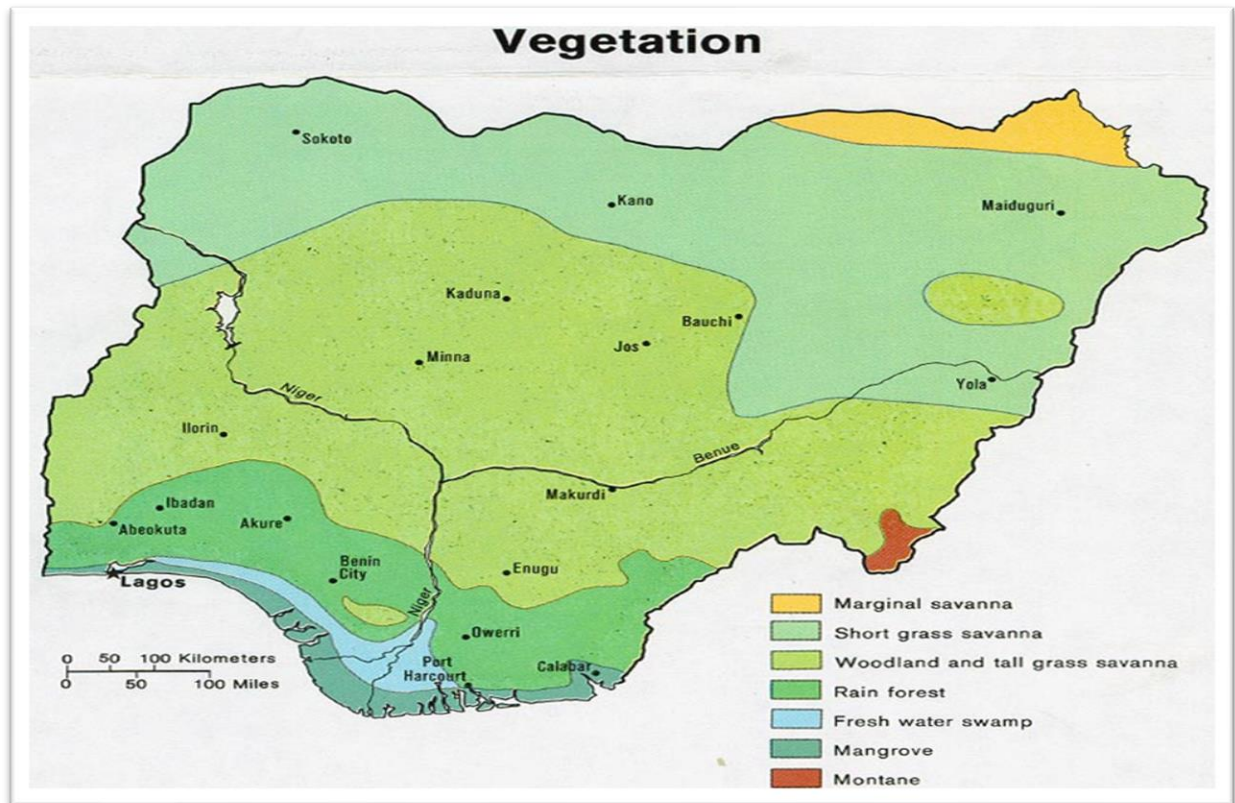 Vegetation
Sokoto
Kano
Maiduguri
Kaduna
Bauchi
Jos
Minna
Yola
Niger
Ilorin
Benue
Makurdi
Ibadan
Abeokuta
Akure
Benin
City
Enugu
Lagos
Niger
Owerri
Port
Harcourt
Calabar
0 50 100 Kilometers
0 50 100 Miles
Marginal savanna
Short grass savanna
Woodland and tall grass savanna
Rain forest
Fresh water swamp
Mangrove
Montane